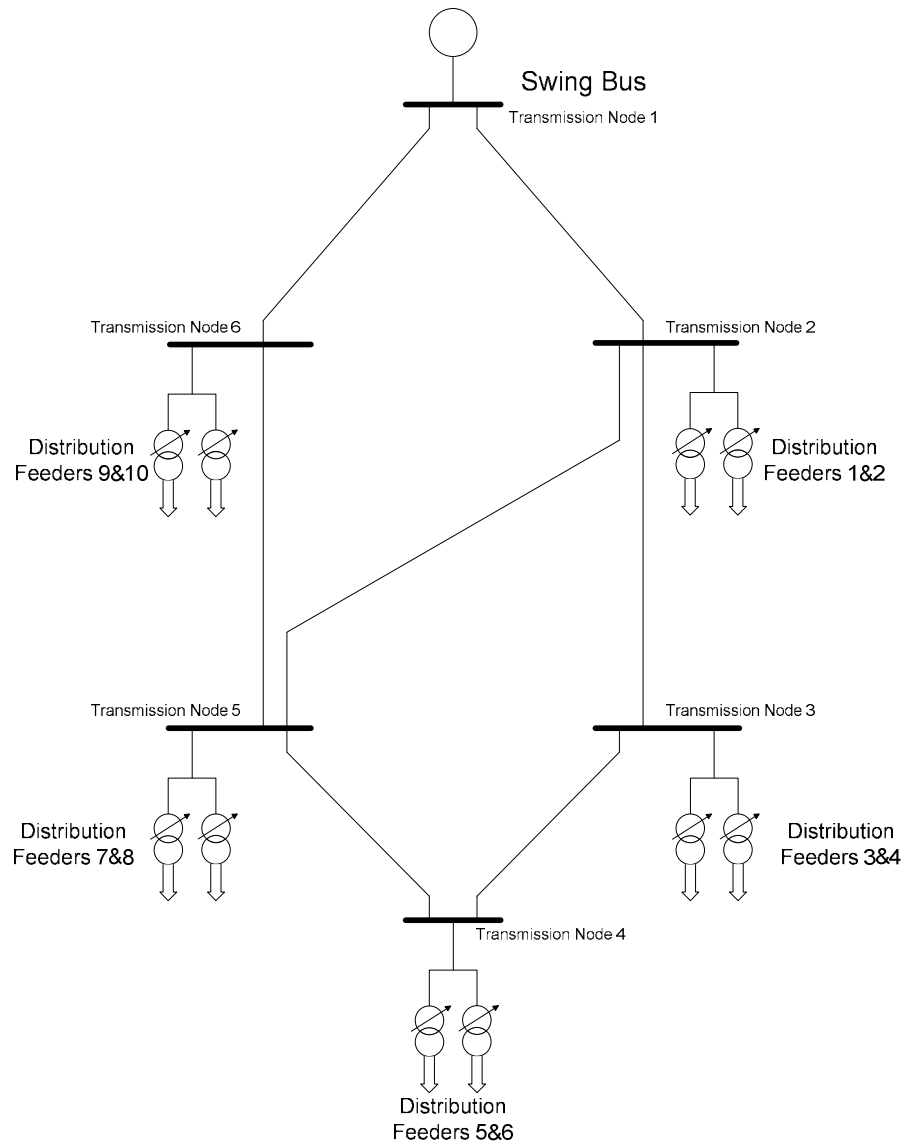 Swing Bus
Transmission Node 1
Transmission Node 6
Transmission Node 2
Distribution
Feeders 9&10
Distribution
Feeders 1&2
Transmission Node 5
Transmission Node 3
Distribution
Feeders 7&8
Distribution
Feeders 3&4
Transmission Node 4
Distribution
Feeders 5&6